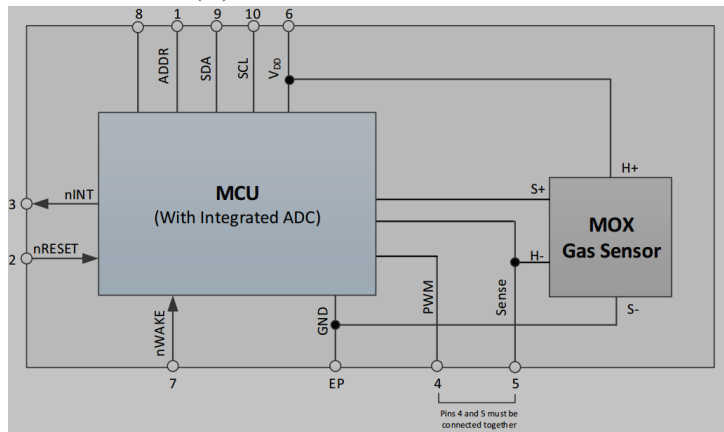 8 1 9 10 6
ADDR
SDA
SCL
VDD
H+
MCU
(With Integrated ADC)
S+
MOX
Gas Sensor
3 nINT
2 nRESET
H-
S-
nWAKE
GND
PWM
Sense
7 EP 4 5
Pins 4 and 5 must be
connected together